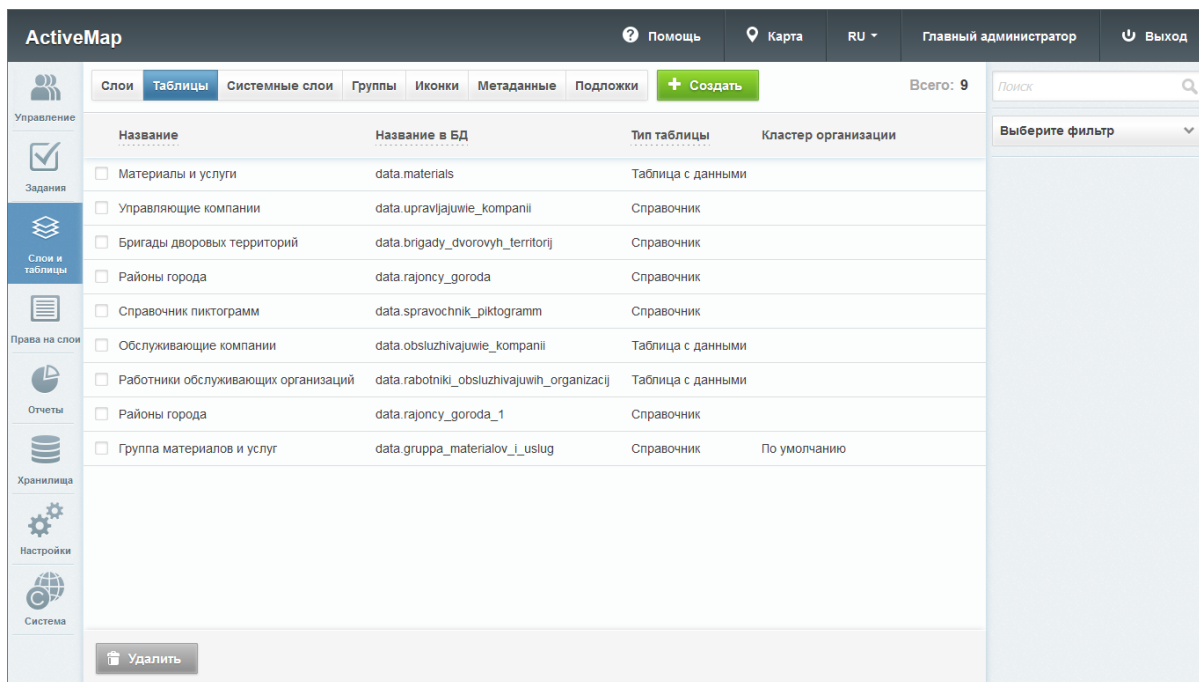 ActiveMap
Помощь Карта RU Главный администратор Выход
Управление
Задания
Слои и таблицы
Права на слои
Отчеты
Хранилища
Настройки
Система
Слои Таблицы Системные слои Группы Иконки Метаданные Подложки Создать Всего: 9
Название Название в БД Тип таблицы Кластер организации
Материалы и услуги data.materials Таблица с данными
Управляющие компании data.upravljajuwie_kompanii Справочник
Бригады дворовых территорий data.brigady_dvorovyh_territorij Справочник
Районы города data.rajoncy_goroda Справочник
Справочник пиктограмм data.spravochnik_piktogramm Справочник
Обслуживающие компании data.obsluzhivajuwie_kompanii Таблица с данными
Работники обслуживающих организаций data.rabotniki_obsluzhivajuwih_organizacij Таблица с данными
Районы города data.rajoncy_goroda_1 Справочник
Группа материалов и услуг data.gruppa_materialov_i_uslug Справочник По умолчанию
Удалить
Поиск
Выберите фильтр